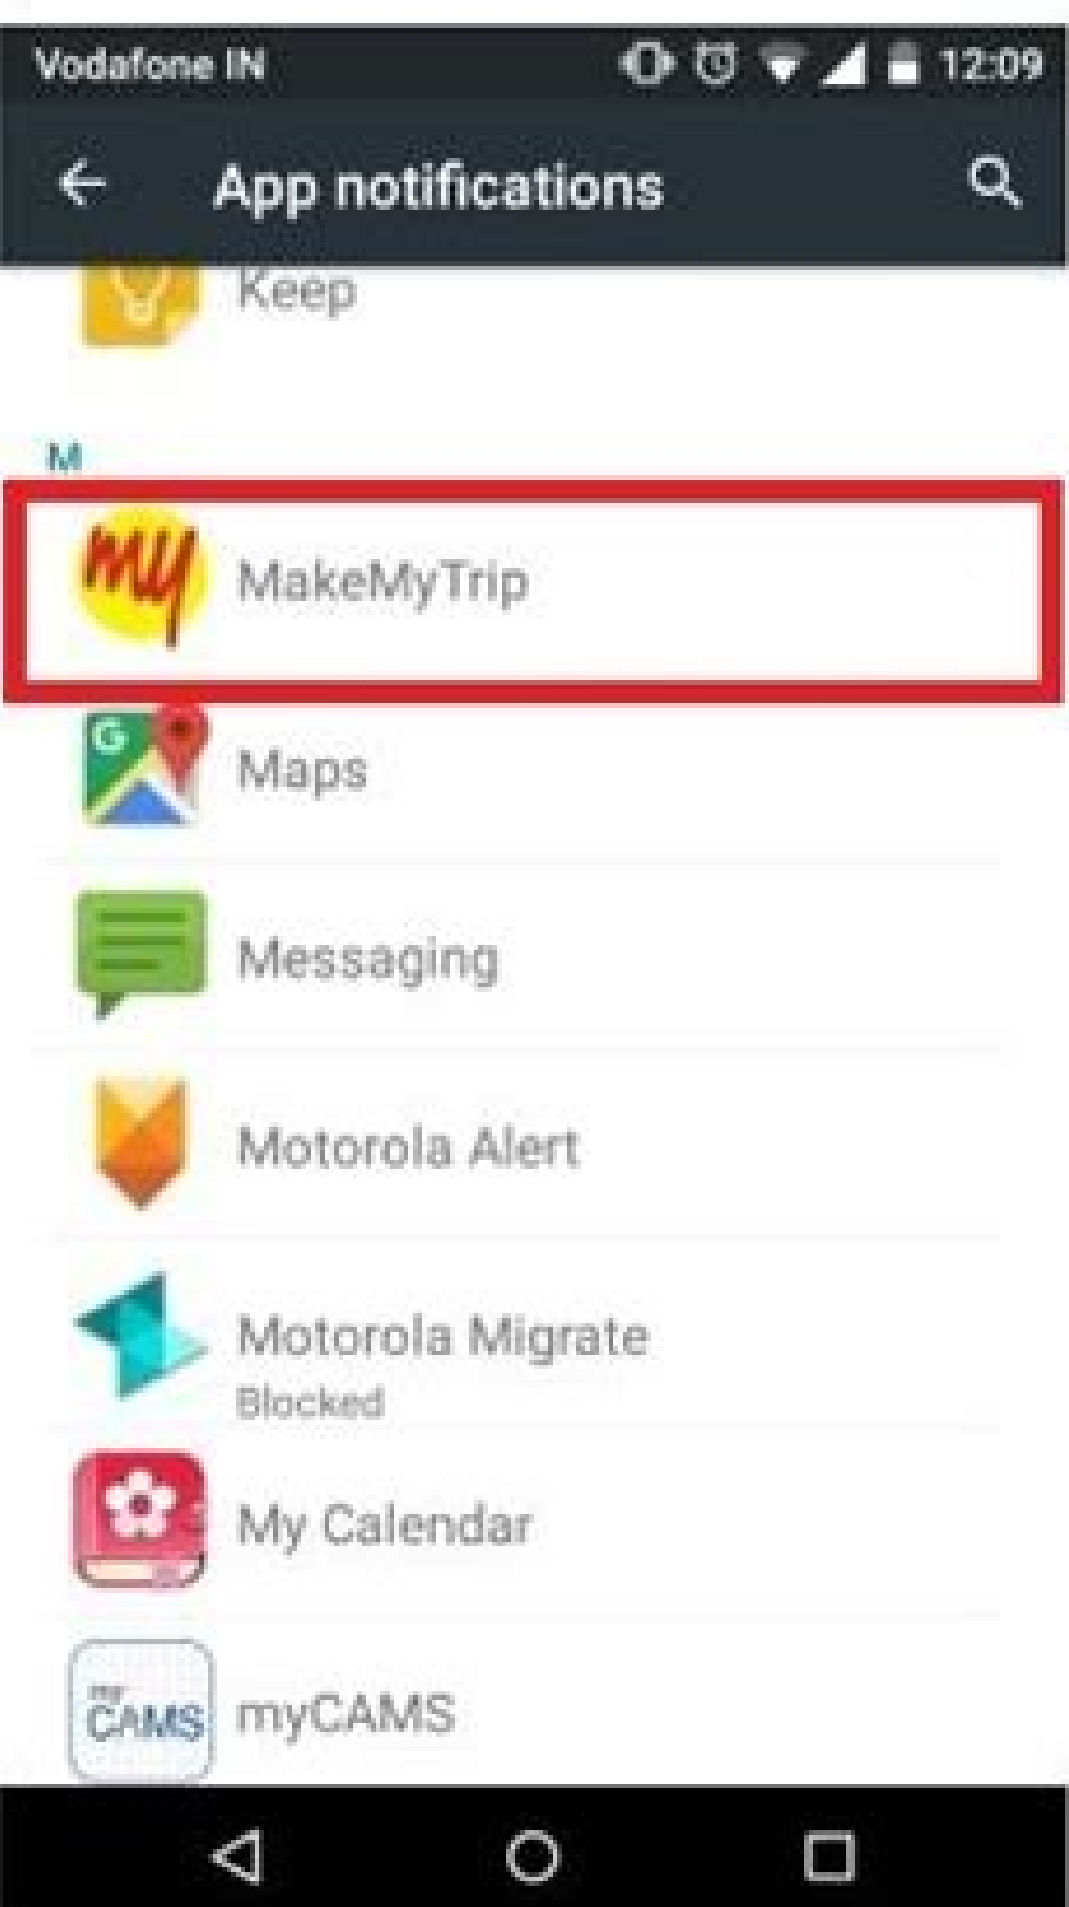 Vodafone IN 12:09
App notifications
Keep
M
my MakeMyTrip
G
Maps
Messaging
Motorola Alert
Motorola Migrate
Blocked
My Calendar
my
CAMS myCAMS